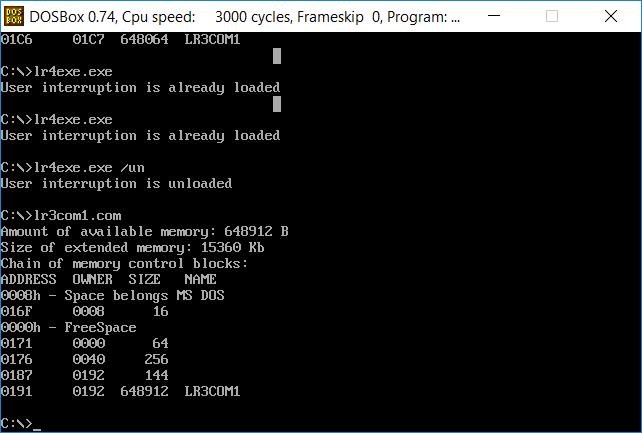 DOS
BOX
DOSBox 0.74, Cpu speed:    3000 cycles, Frameskip  0, Program: ...
01C6     01C7  648064   LR3COM1
C:\>lr4exe.exe
User interruption is already loaded
C:\>lr4exe.exe
User interruption is already loaded
C:\>lr4exe.exe /un
User interruption is unloaded
C:\>lr3com1.com
Amount of available memory: 648912 B
Size of extended memory: 15360 Kb
Chain of memory control blocks:
ADDRESS  OWNER  SIZE   NAME
0008h - Space belongs MS DOS
016F     0008      16
0000h - FreeSpace
0171     0000      64
0176     0040     256
0187     0192     144
0191     0192  648912   LR3COM1
C:\>_